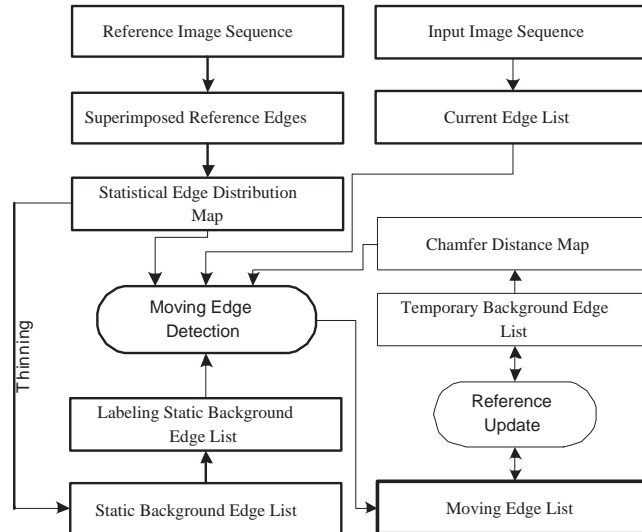 Reference Image Sequence
Input Image Sequence
Superimposed Reference Edges
Current Edge List
Statistical Edge Distribution
Map
Chamfer Distance Map
Moving Edge
Detection
Temporary Background Edge
List
Thinning
Labeling Static Background
Edge List
Reference
Update
Static Background Edge List
Moving Edge List